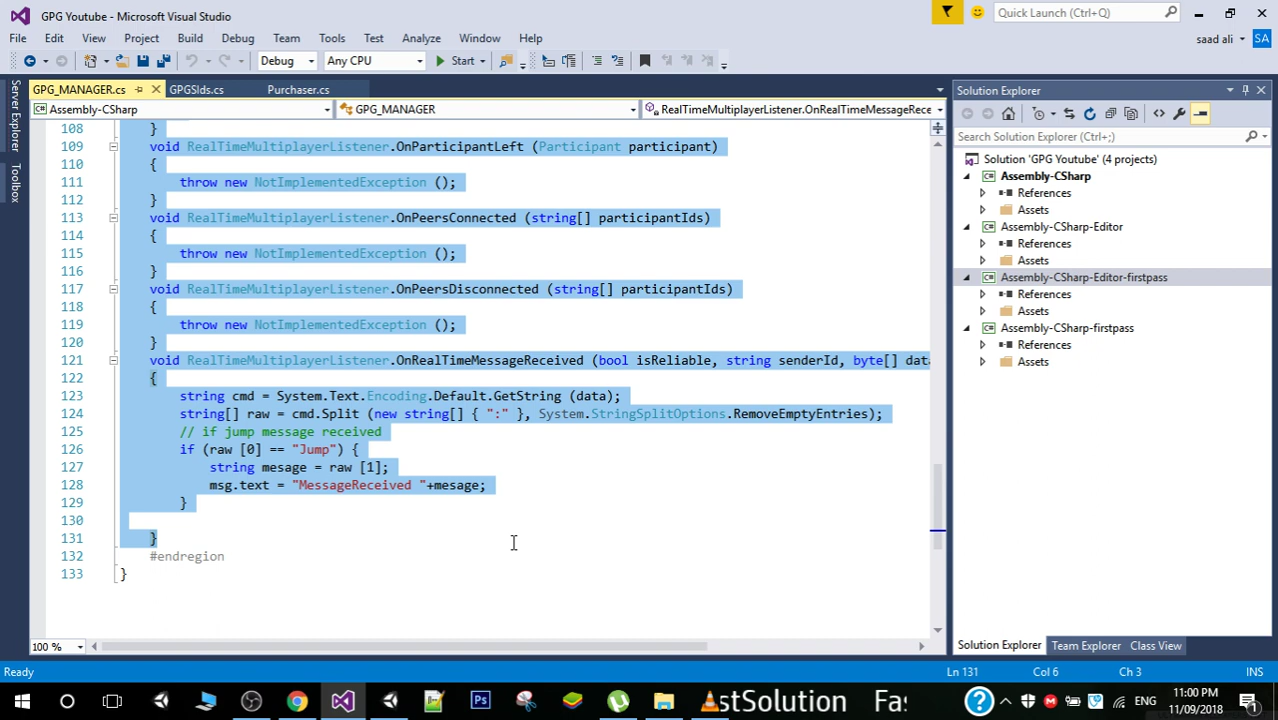 GPG Youtube - Microsoft Visual Studio
Quick Launch (Ctrl+Q)
File Edit View Project Build Debug Team Tools Test Analyze Window Help
saad ali SA
Debug Any CPU Start
Server Explorer
Toolbox
GPG_MANAGER.cs GPGSIds.cs Purchaser.cs
Assembly-CSharp GPG_MANAGER RealTimeMultiplayerListener.OnRealTimeMessageRece
108 }
109 void RealTimeMultiplayerListener.OnParticipantLeft (Participant participant)
110 {
111 throw new NotImplementedException ();
112 }
113 void RealTimeMultiplayerListener.OnPeersConnected (string[] participantIds)
114 {
115 throw new NotImplementedException ();
116 }
117 void RealTimeMultiplayerListener.OnPeersDisconnected (string[] participantIds)
118 {
119 throw new NotImplementedException ();
120 }
121 void RealTimeMultiplayerListener.OnRealTimeMessageReceived (bool isReliable, string senderId, byte[] data
122 {
123 string cmd = System.Text.Encoding.Default.GetString (data);
124 string[] raw = cmd.Split (new string[] { ":" }, System.StringSplitOptions.RemoveEmptyEntries);
125 // if jump message received
126 if (raw [0] == "Jump") {
127 string mesage = raw [1];
128 msg.text = "MessageReceived "+mesage;
129 }
130
131 }
132 #endregion
133 }
100 %
Solution Explorer
Search Solution Explorer (Ctrl+;)
Solution 'GPG Youtube' (4 projects)
Assembly-CSharp
References
Assets
Assembly-CSharp-Editor
References
Assets
Assembly-CSharp-Editor-firstpass
References
Assets
Assembly-CSharp-firstpass
References
Assets
Solution Explorer Team Explorer Class View
Ready Ln 131 Col 6 Ch 3 INS
Ps astSolution Fas ENG 11:00 PM
11/09/2018 1